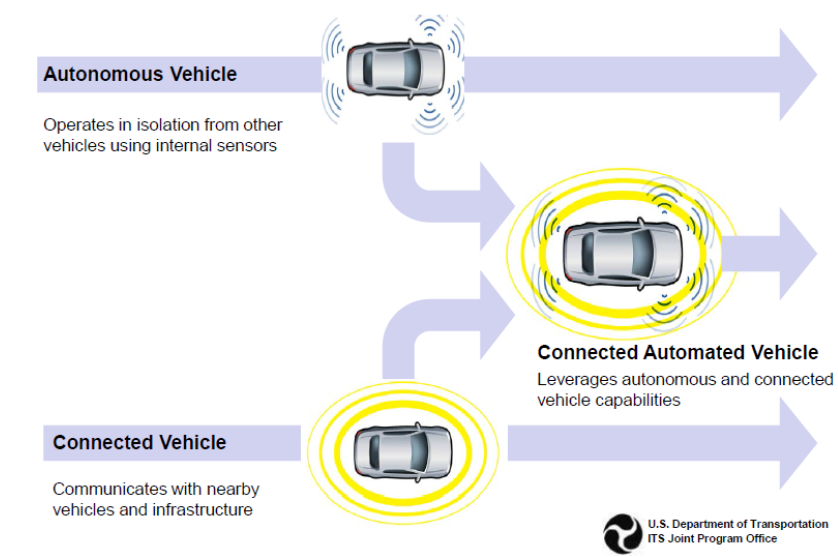 Autonomous Vehicle
Operates in isolation from other
vehicles using internal sensors
Connected Automated Vehicle
Leverages autonomous and connected
vehicle capabilities
Connected Vehicle
Communicates with nearby
vehicles and infrastructure
U.S. Department of Transportation
ITS Joint Program Office